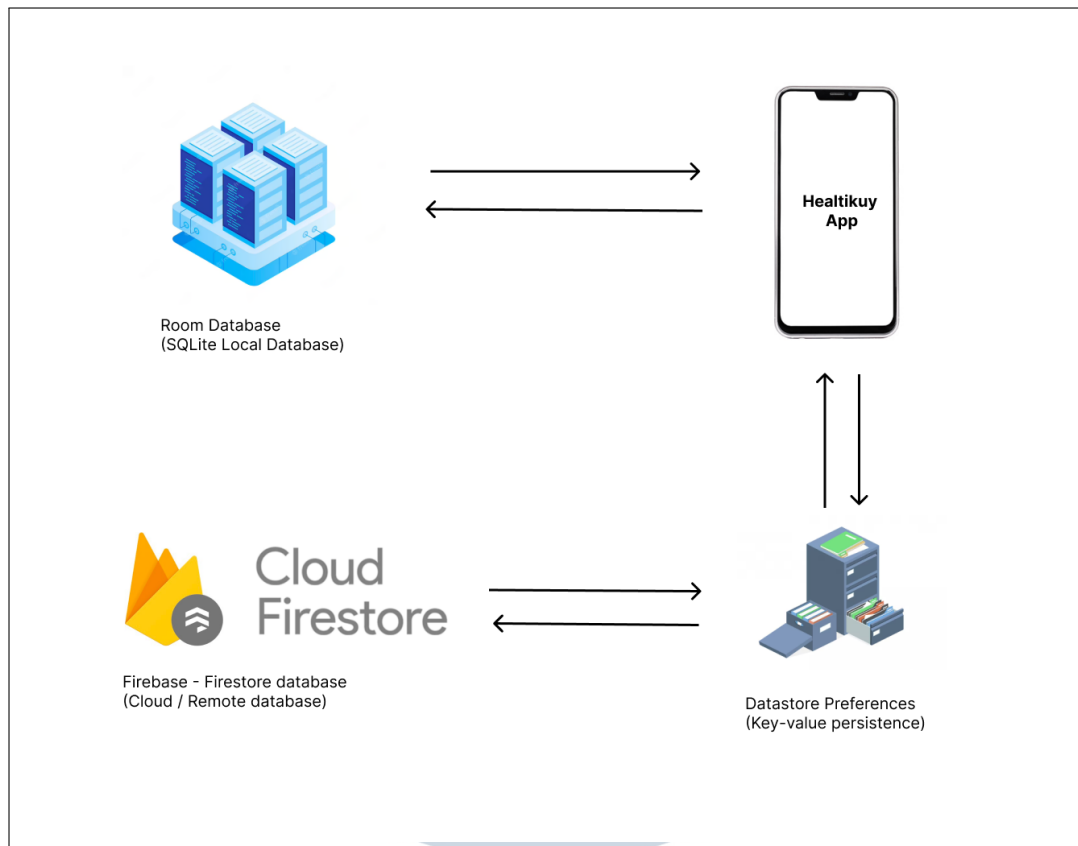 Healtikuy
App
Room Database
(SQLite Local Database)
Cloud
Firestore
Firebase - Firestore database
(Cloud / Remote database)
Datastore Preferences
(Key-value persistence)